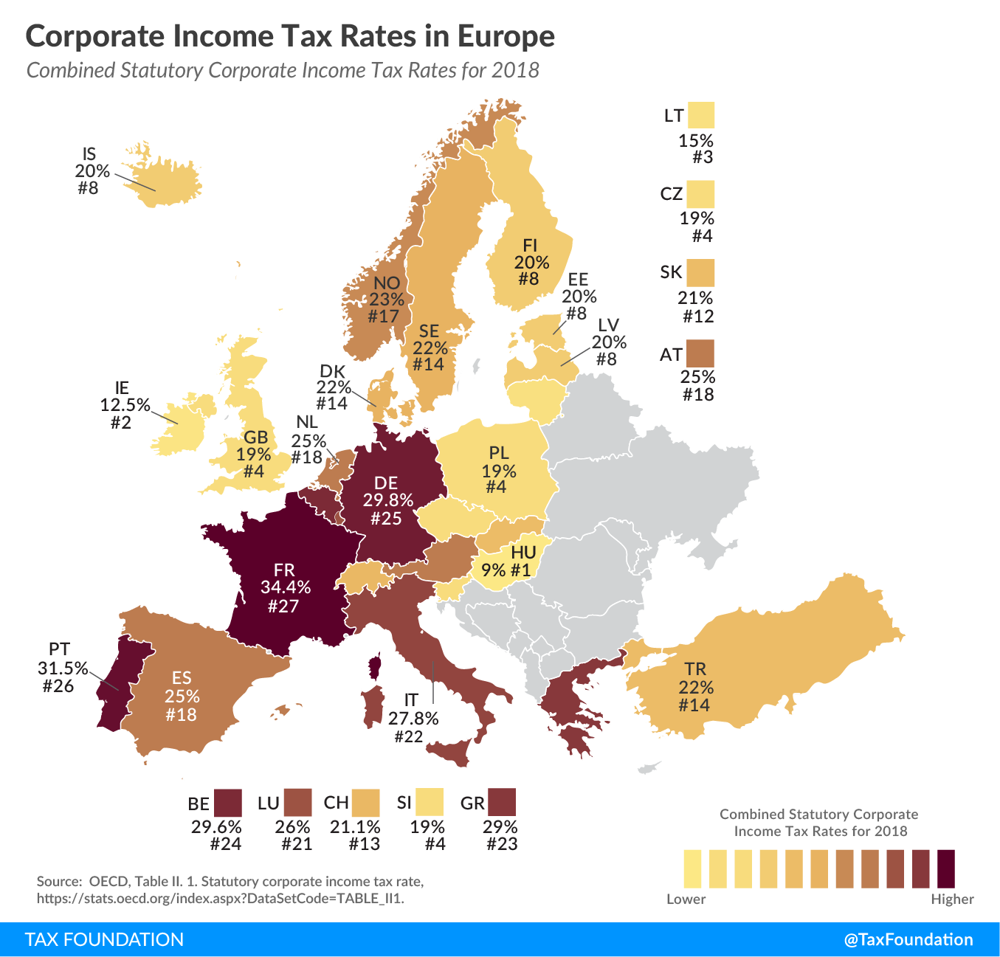 Corporate Income Tax Rates in Europe
Combined Statutory Corporate Income Tax Rates for 2018
LT
15%
#3
CZ
19%
#4
SK
21%
#12
AT
25%
#18
IS
20%
#8
FI
20%
#8
NO
23%
#17
EE
20%
#8
SE
22%
#14
LV
20%
#8
DK
22%
#14
IE
12.5%
#2
NL
25%
#18
GB
19%
#4
PL
19%
#4
DE
29.8%
#25
HU
9% #1
FR
34.4%
#27
PT
31.5%
#26
ES
25%
#18
IT
27.8%
#22
TR
22%
#14
BE
29.6%
#24
LU
26%
#21
CH
21.1%
#13
SI
19%
#4
GR
29%
#23
Combined Statutory Corporate
Income Tax Rates for 2018
Lower
Higher
Source: OECD, Table II. 1. Statutory corporate income tax rate,
https://stats.oecd.org/index.aspx?DataSetCode=TABLE_II1.
TAX FOUNDATION
@TaxFoundation